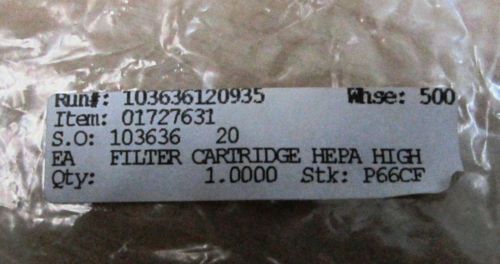 Run#: 103636120935 Whse: 500
Item: 01727631
S.O: 103636 20
EA FILTER CARTRIDGE HEPA HIGH
Qty: 1.0000 Stk: P66CF